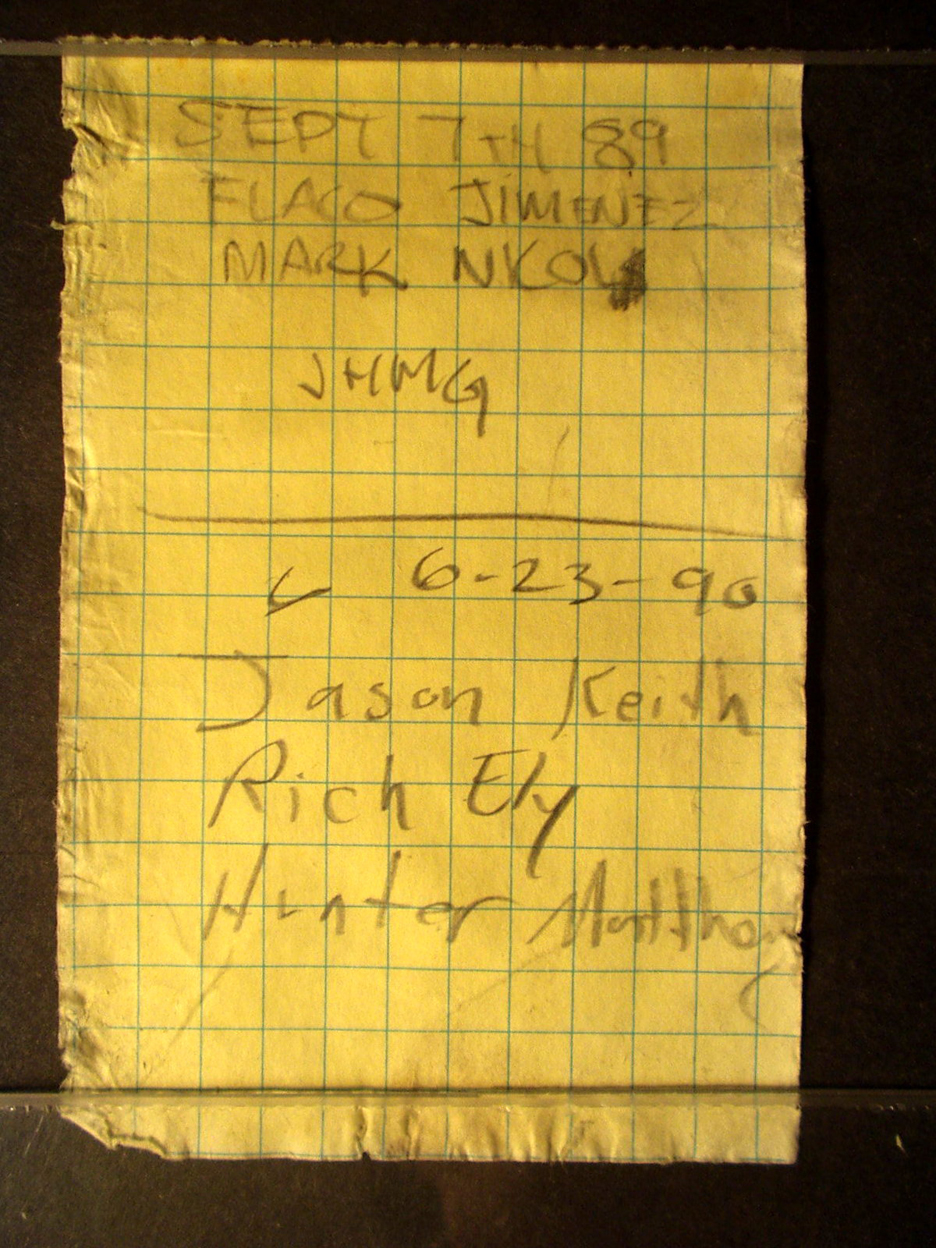 SEPT 7TH 89
FLACO JIMENEZ
MARK
JHMG
6-23-90
Jason Keith
Rich Ely
Hunter